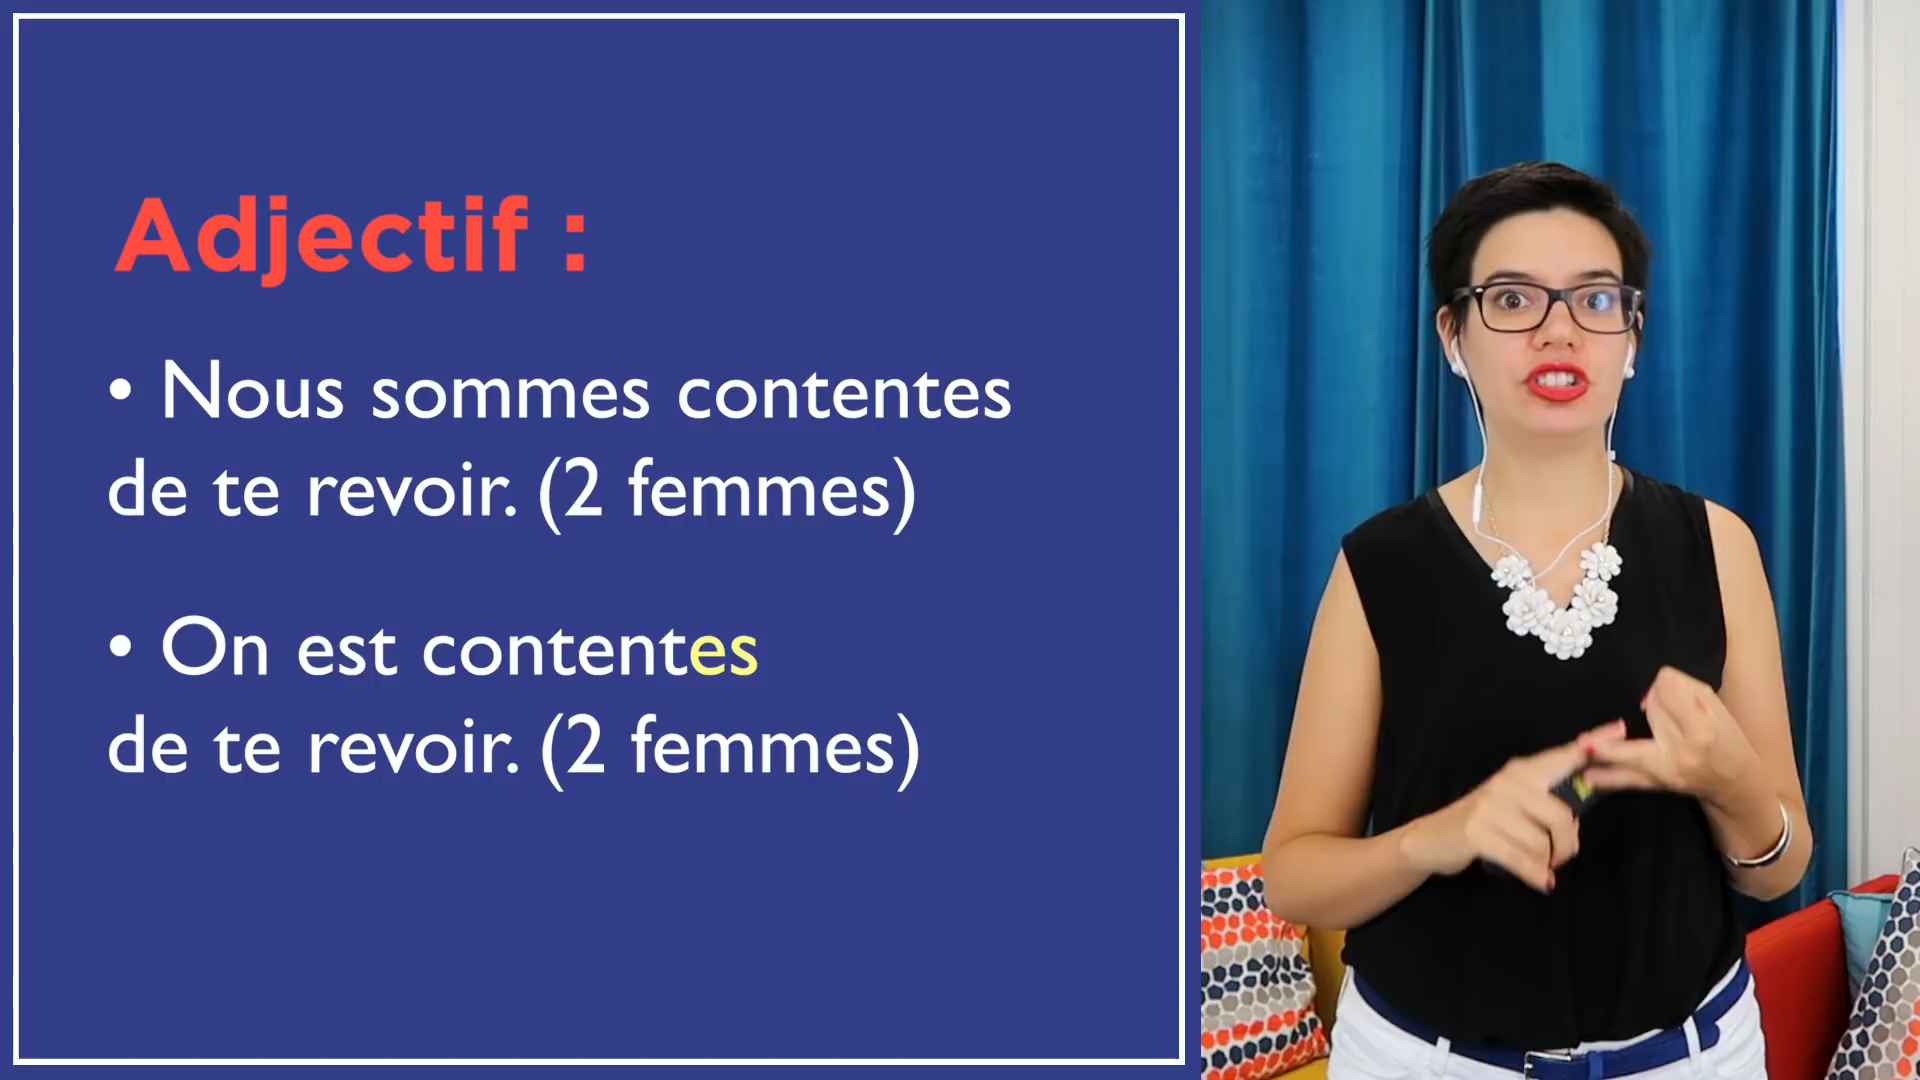 Adjectif :
• Nous sommes contentes
de te revoir. (2 femmes)
• On est contentes
de te revoir. (2 femmes)